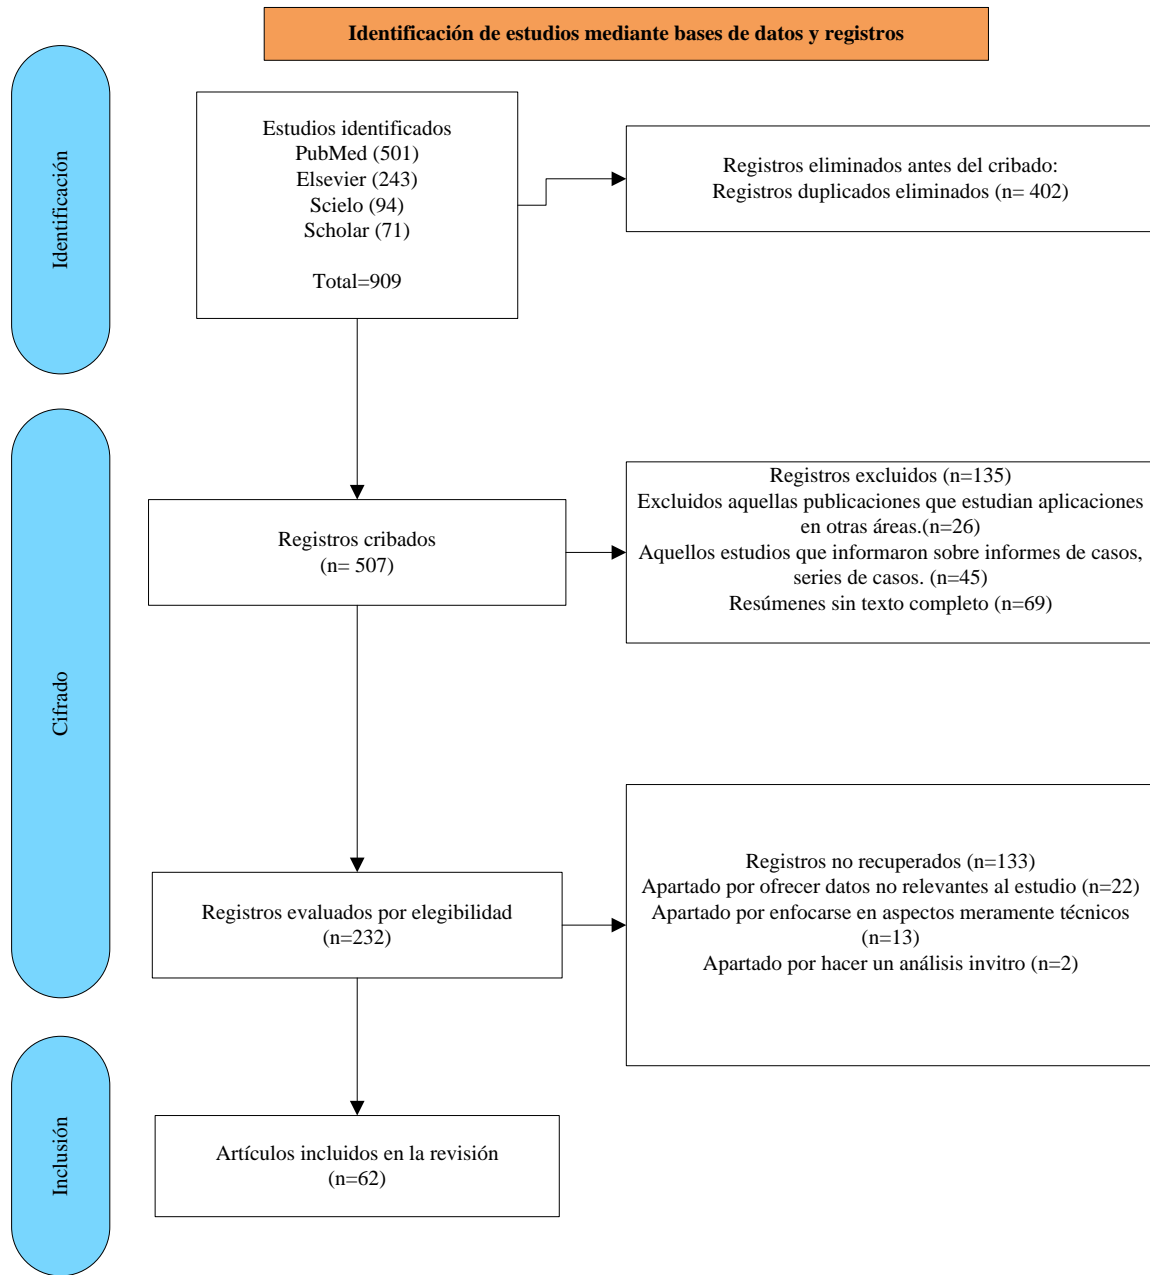 Identificación de estudios mediante bases de datos y registros
Identificación
Estudios identificados
PubMed (501)
Elsevier (243)
Scielo (94)
Scholar (71)
Total=909
Registros eliminados antes del cribado:
Registros duplicados eliminados (n= 402)
Cifrado
Registros cribados
(n= 507)
Registros excluidos (n=135)
Excluidos aquellas publicaciones que estudian aplicaciones
en otras áreas.(n=26)
Aquellos estudios que informaron sobre informes de casos,
series de casos. (n=45)
Resúmenes sin texto completo (n=69)
Registros evaluados por elegibilidad
(n=232)
Registros no recuperados (n=133)
Apartado por ofrecer datos no relevantes al estudio (n=22)
Apartado por enfocarse en aspectos meramente técnicos
(n=13)
Apartado por hacer un análisis invitro (n=2)
Inclusión
Artículos incluidos en la revisión
(n=62)